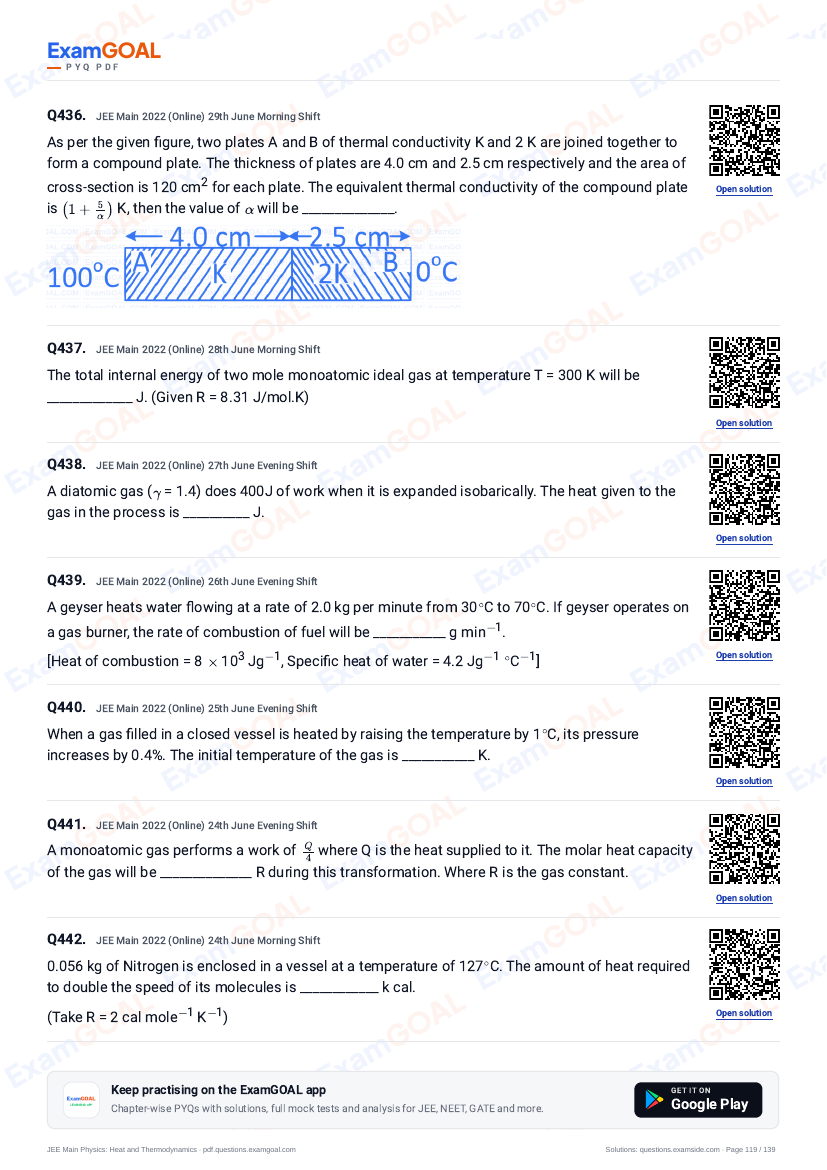 ExamGOAL
PYQ PDF
Q436. JEE Main 2022 (Online) 29th June Morning Shift
As per the given figure, two plates A and B of thermal conductivity K and 2 K are joined together to
form a compound plate. The thickness of plates are 4.0 cm and 2.5 cm respectively and the area of
cross-section is 120 cm² for each plate. The equivalent thermal conductivity of the compound plate
is (1 + 5/α) K, then the value of α will be ______________.
Open solution
4.0 cm 2.5 cm
100°C A K 2K B 0°C
Q437. JEE Main 2022 (Online) 28th June Morning Shift
The total internal energy of two mole monoatomic ideal gas at temperature T = 300 K will be
_____________ J. (Given R = 8.31 J/mol.K)
Open solution
Q438. JEE Main 2022 (Online) 27th June Evening Shift
A diatomic gas (γ = 1.4) does 400J of work when it is expanded isobarically. The heat given to the
gas in the process is __________ J.
Open solution
Q439. JEE Main 2022 (Online) 26th June Evening Shift
A geyser heats water flowing at a rate of 2.0 kg per minute from 30°C to 70°C. If geyser operates on
a gas burner, the rate of combustion of fuel will be ___________ g min⁻¹.
[Heat of combustion = 8 × 10³ Jg⁻¹, Specific heat of water = 4.2 Jg⁻¹ °C⁻¹]
Open solution
Q440. JEE Main 2022 (Online) 25th June Evening Shift
When a gas filled in a closed vessel is heated by raising the temperature by 1°C, its pressure
increases by 0.4%. The initial temperature of the gas is ___________ K.
Open solution
Q441. JEE Main 2022 (Online) 24th June Evening Shift
A monoatomic gas performs a work of Q/4 where Q is the heat supplied to it. The molar heat capacity
of the gas will be ______________ R during this transformation. Where R is the gas constant.
Open solution
Q442. JEE Main 2022 (Online) 24th June Morning Shift
0.056 kg of Nitrogen is enclosed in a vessel at a temperature of 127°C. The amount of heat required
to double the speed of its molecules is ____________ k cal.
(Take R = 2 cal mole⁻¹ K⁻¹)
Open solution
ExamGOAL
Keep practising on the ExamGOAL app
Chapter-wise PYQs with solutions, full mock tests and analysis for JEE, NEET, GATE and more.
GET IT ON
Google Play
JEE Main Physics: Heat and Thermodynamics · pdf.questions.examgoal.com
Solutions: questions.examside.com · Page 119 / 139